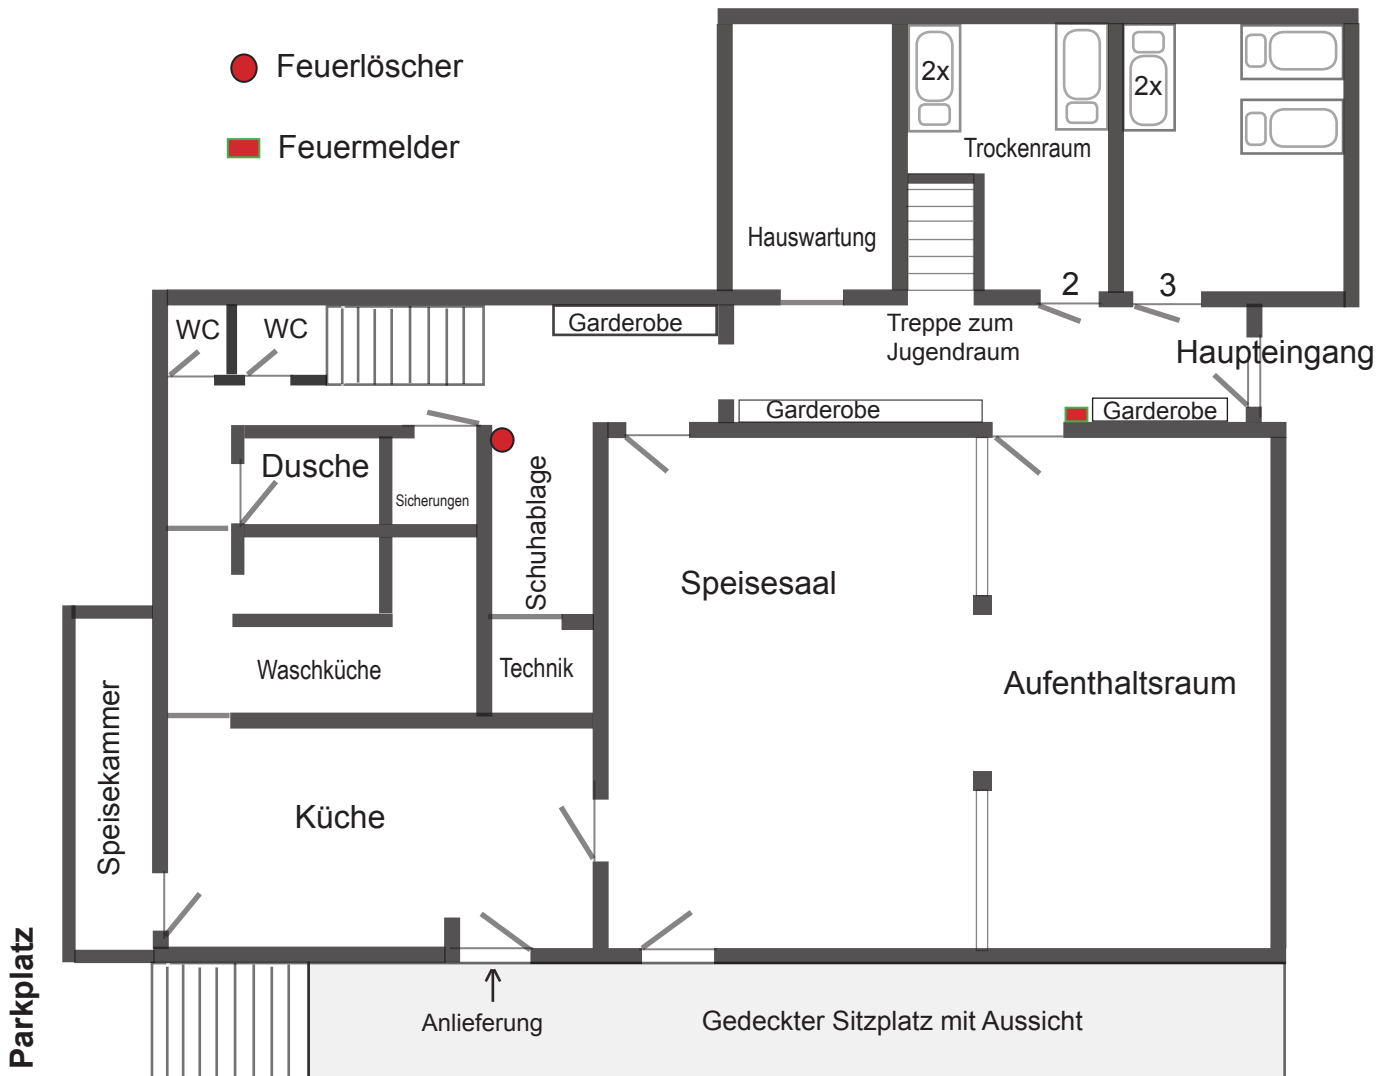 Feuerlöscher
Feuermelder
2x
2x
Trockenraum
Hauswartung
2
3
WC
WC
Garderobe
Treppe zum
Jugendraum
Haupteingang
Garderobe
Garderobe
Dusche
Sicherungen
Schuhablage
Speisesaal
Waschküche
Technik
Aufenthaltsraum
Speisekammer
Küche
Parkplatz
Anlieferung
Gedeckter Sitzplatz mit Aussicht